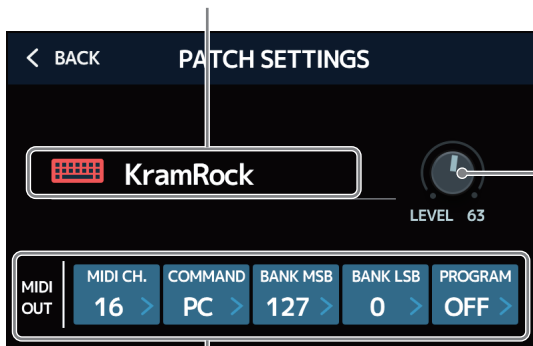 < BACK PATCH SETTINGS
KramRock
LEVEL 63
MIDI OUT
MIDI CH. COMMAND BANK MSB BANK LSB PROGRAM
16 > PC > 127 > 0 > OFF >